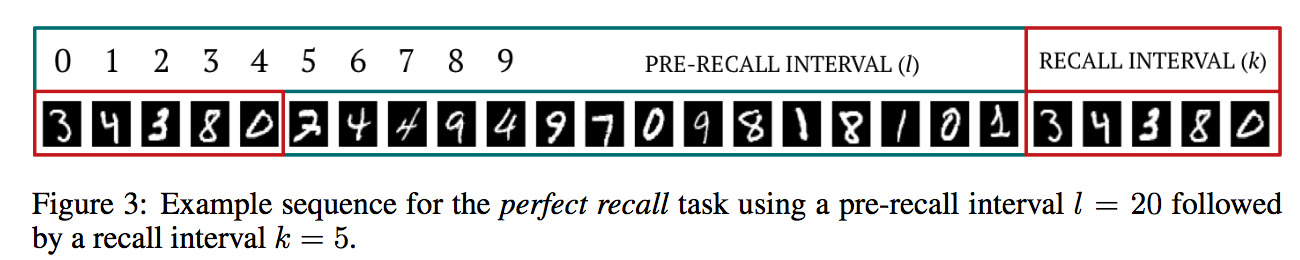 0 1 2 3 4 5 6 7 8 9 PRE-RECALL INTERVAL (l) RECALL INTERVAL (k)
3 4 3 8 0 4 4 9 4 9 7 0 9 8 1 8 1 0 1 3 4 3 8 0
Figure 3: Example sequence for the perfect recall task using a pre-recall interval l = 20 followed
by a recall interval k = 5.